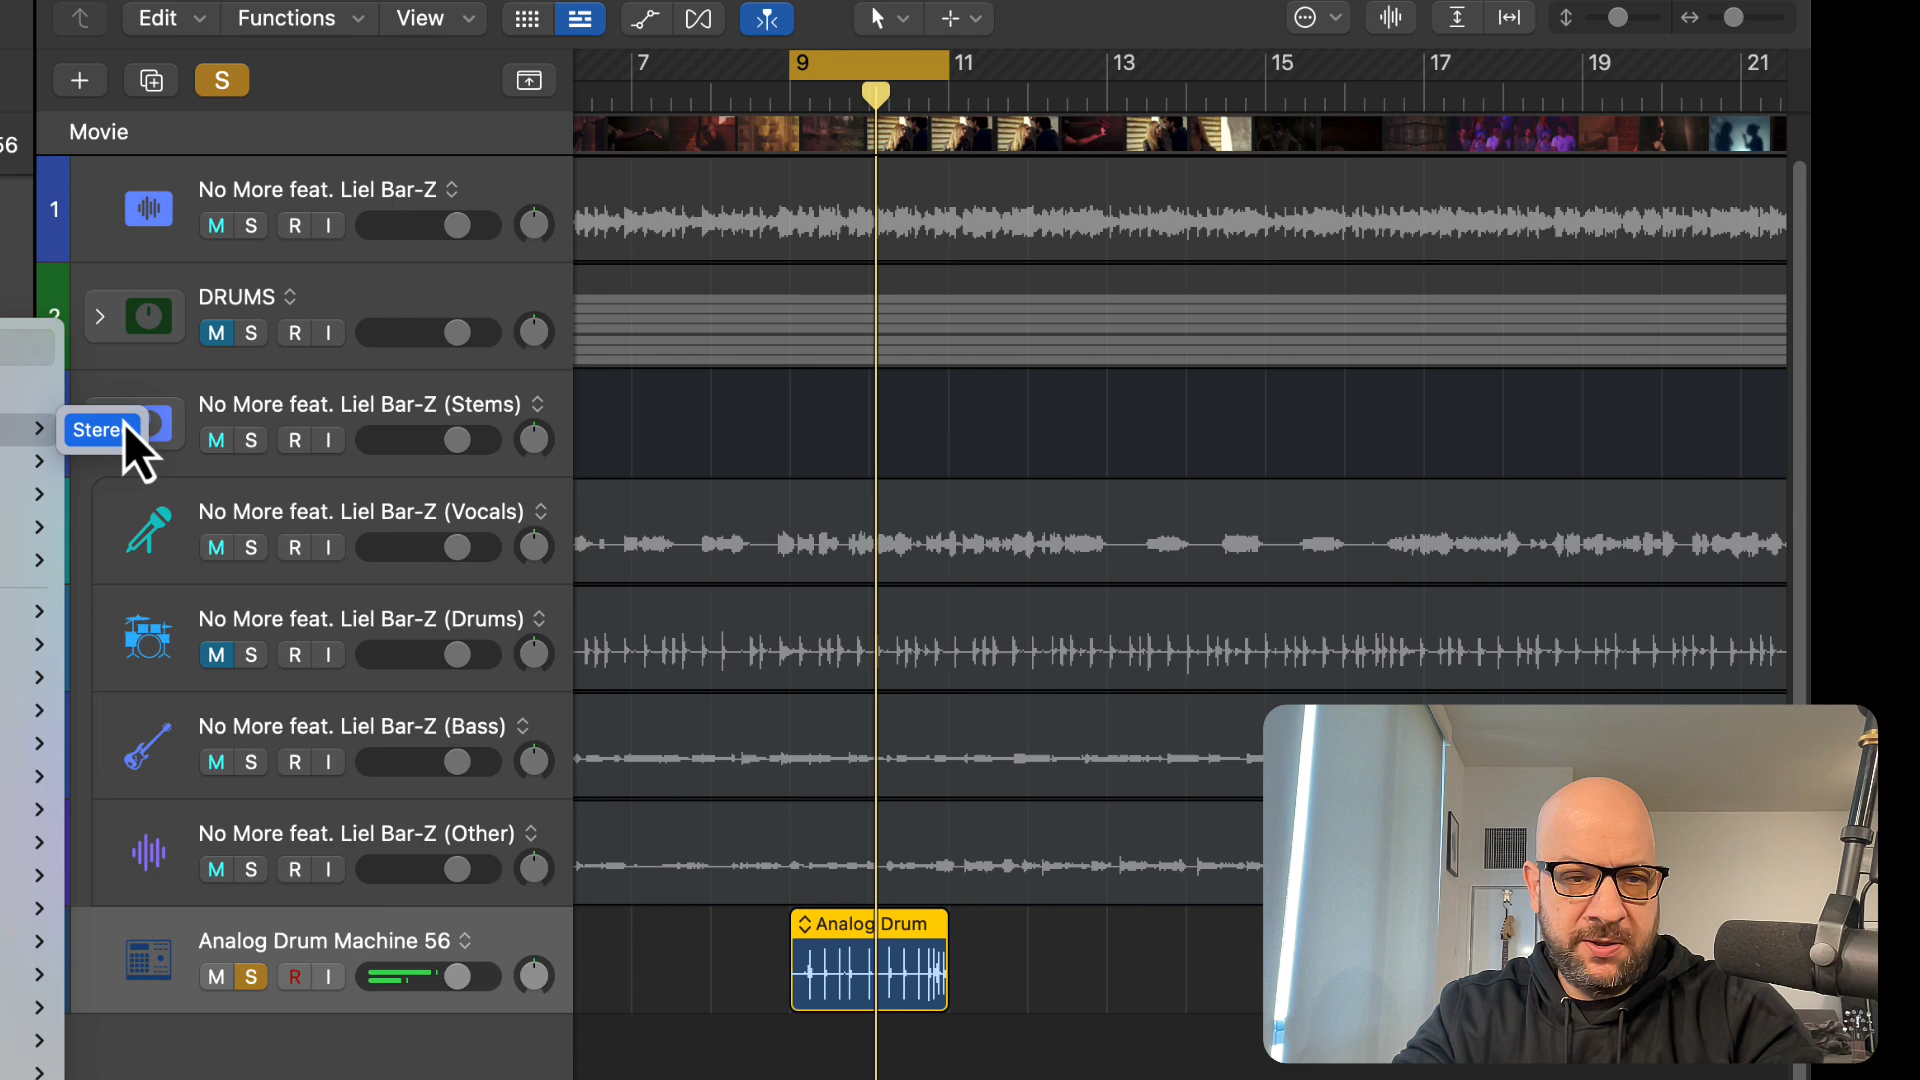 Edit
Functions
View
S
7
9
11
13
15
17
19
21
Movie
56
1
No More feat. Liel Bar-Z
M S R I
2
DRUMS
M S R I
No More feat. Liel Bar-Z (Stems)
M S R I
No More feat. Liel Bar-Z (Vocals)
M S R I
No More feat. Liel Bar-Z (Drums)
M S R I
No More feat. Liel Bar-Z (Bass)
M S R I
No More feat. Liel Bar-Z (Other)
M S R I
Analog Drum Machine 56
M S R I
Analog Drum